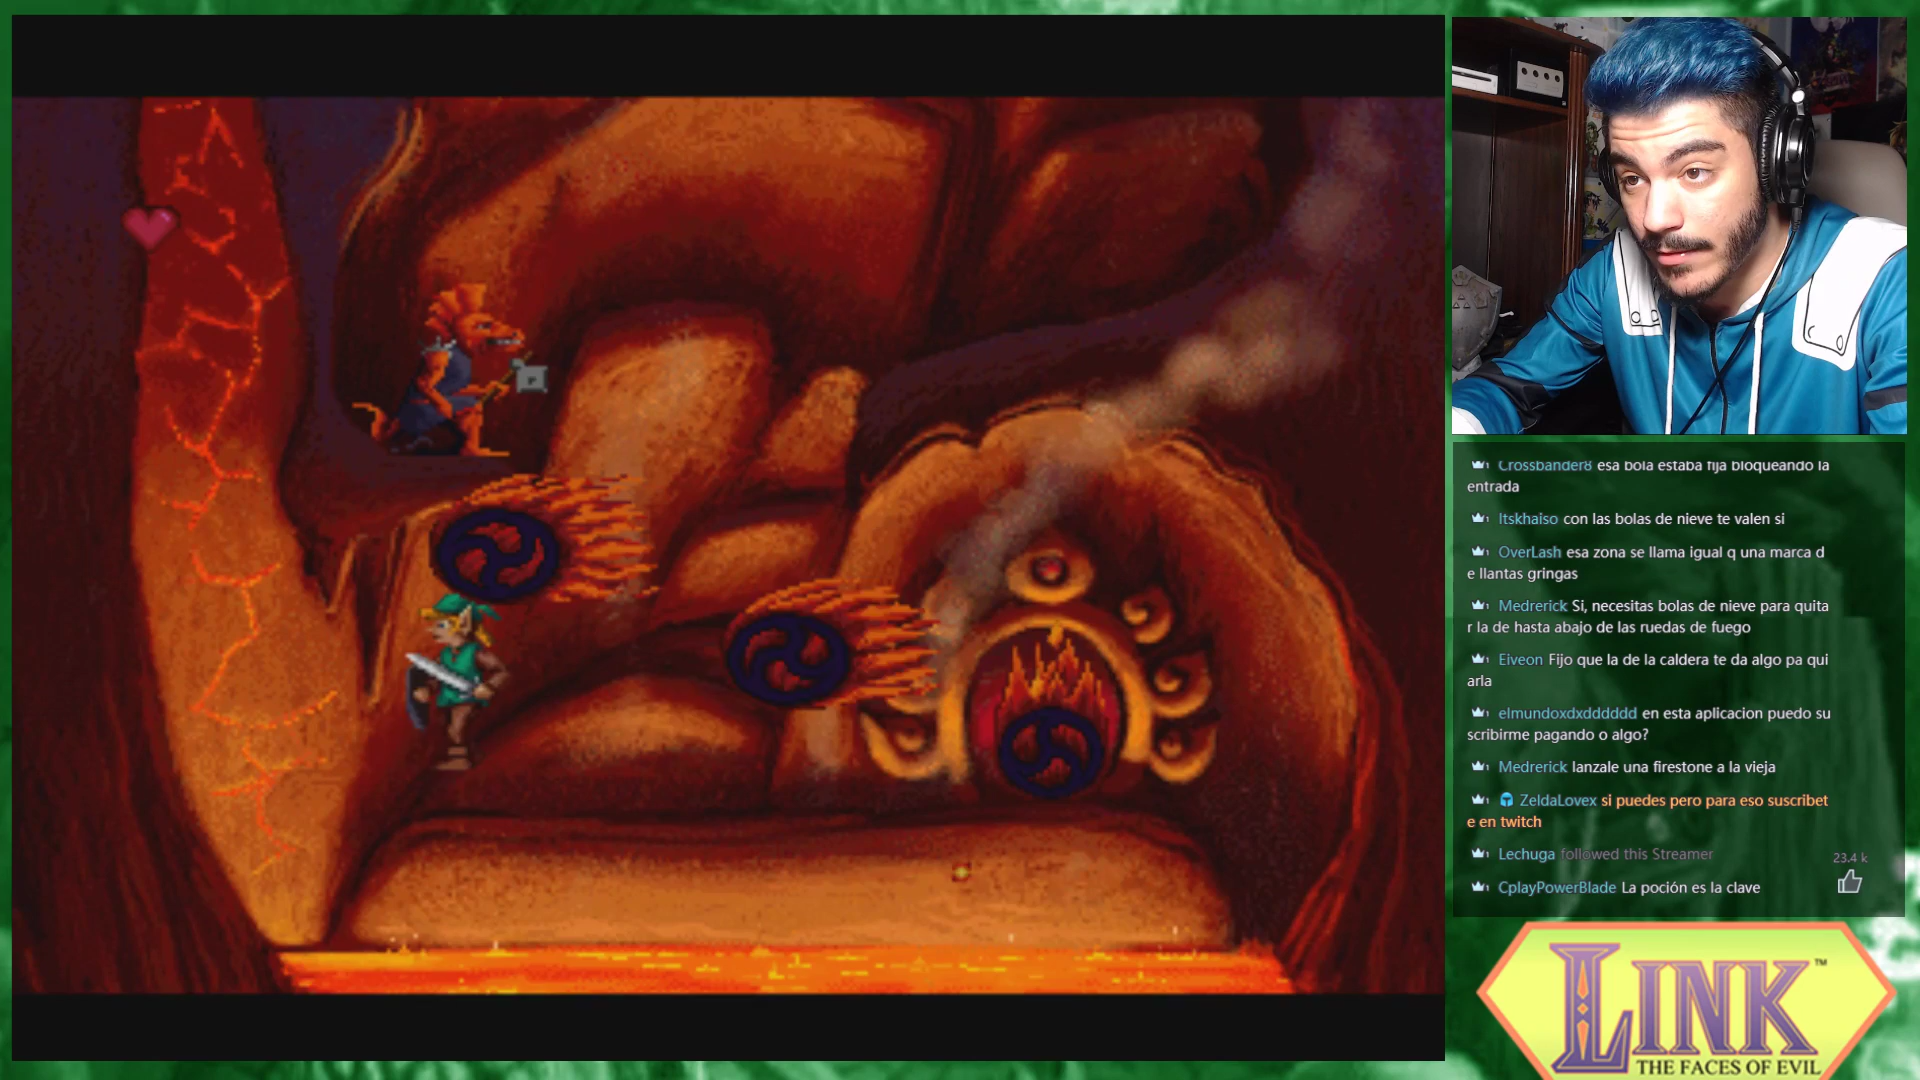 Crossbander8 esa bola estaba fija bloqueando la
entrada
Itskhaiso con las bolas de nieve te valen si
OverLash esa zona se llama igual q una marca d
e llantas gringas
Medrerick Si, necesitas bolas de nieve para quita
r la de hasta abajo de las ruedas de fuego
Eiveon Fijo que la de la caldera te da algo pa qui
arla
elmundoxdxdddddd en esta aplicacion puedo su
scribirme pagando o algo?
Medrerick lanzale una firestone a la vieja
ZeldaLovex si puedes pero para eso suscribet
e en twitch
Lechuga followed this Streamer
23.4 k
CplayPowerBlade La poción es la clave
LINK™
THE FACES OF EVIL